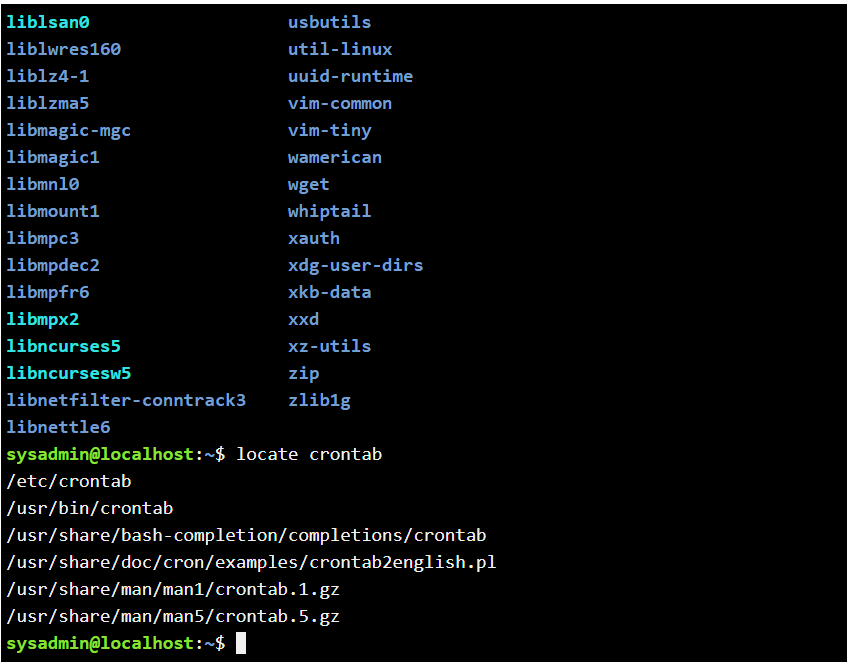 liblsan0 usbutils
liblwres160 util-linux
liblz4-1 uuid-runtime
liblzma5 vim-common
libmagic-mgc vim-tiny
libmagic1 wamerican
libmnl0 wget
libmount1 whiptail
libmpc3 xauth
libmpdec2 xdg-user-dirs
libmpfr6 xkb-data
libmpx2 xxd
libncurses5 xz-utils
libncursesw5 zip
libnetfilter-conntrack3 zlib1g
libnettle6
sysadmin@localhost:~$ locate crontab
/etc/crontab
/usr/bin/crontab
/usr/share/bash-completion/completions/crontab
/usr/share/doc/cron/examples/crontab2english.pl
/usr/share/man/man1/crontab.1.gz
/usr/share/man/man5/crontab.5.gz
sysadmin@localhost:~$